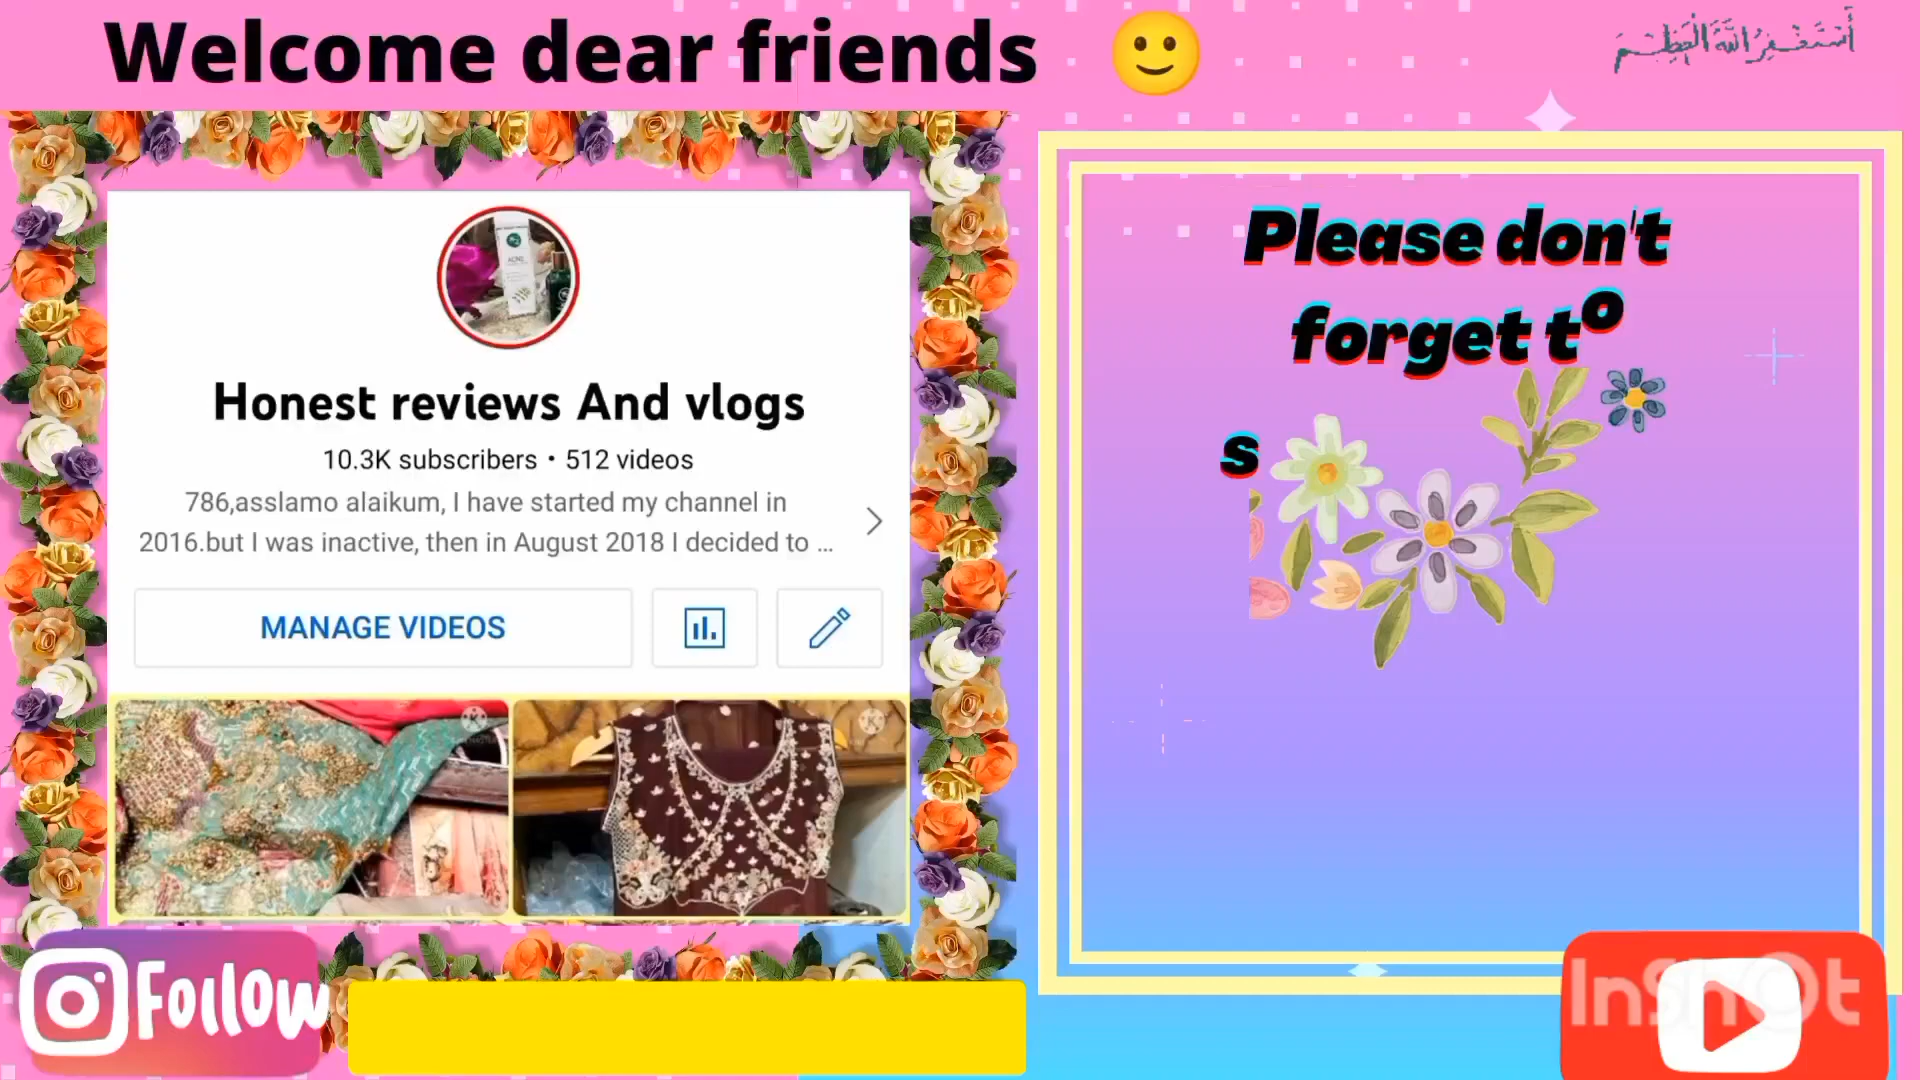 Welcome dear friends
أستغفر الله العظيم
Honest reviews And vlogs
10.3K subscribers • 512 videos
786,asslamo alaikum, I have started my channel in
2016.but I was inactive, then in August 2018 I decided to ...
MANAGE VIDEOS
Please don't
forget to
s
Follow
InShOt